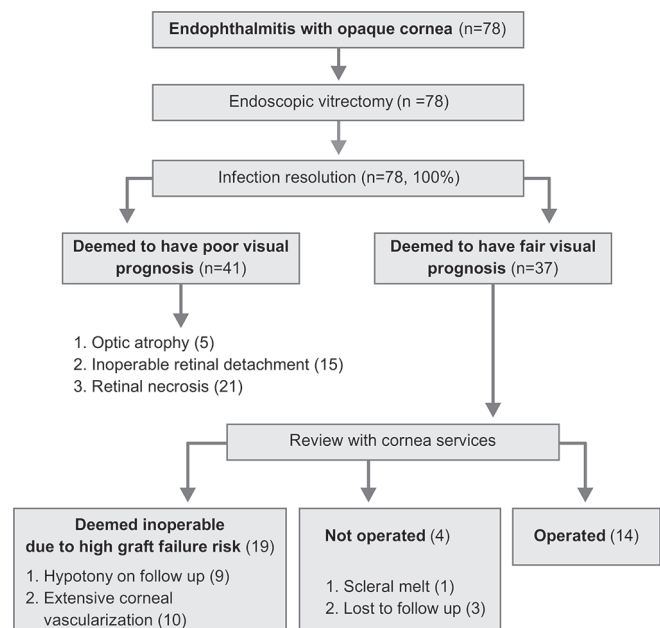 Endophthalmitis with opaque cornea (n=78)
Endoscopic vitrectomy (n =78)
Infection resolution (n=78, 100%)
Deemed to have poor visual
prognosis (n=41)
Deemed to have fair visual
prognosis (n=37)
1. Optic atrophy (5)
2. Inoperable retinal detachment (15)
3. Retinal necrosis (21)
Review with cornea services
Deemed inoperable
due to high graft failure risk (19)
1. Hypotony on follow up (9)
2. Extensive corneal
vascularization (10)
Not operated (4)
1. Scleral melt (1)
2. Lost to follow up (3)
Operated (14)